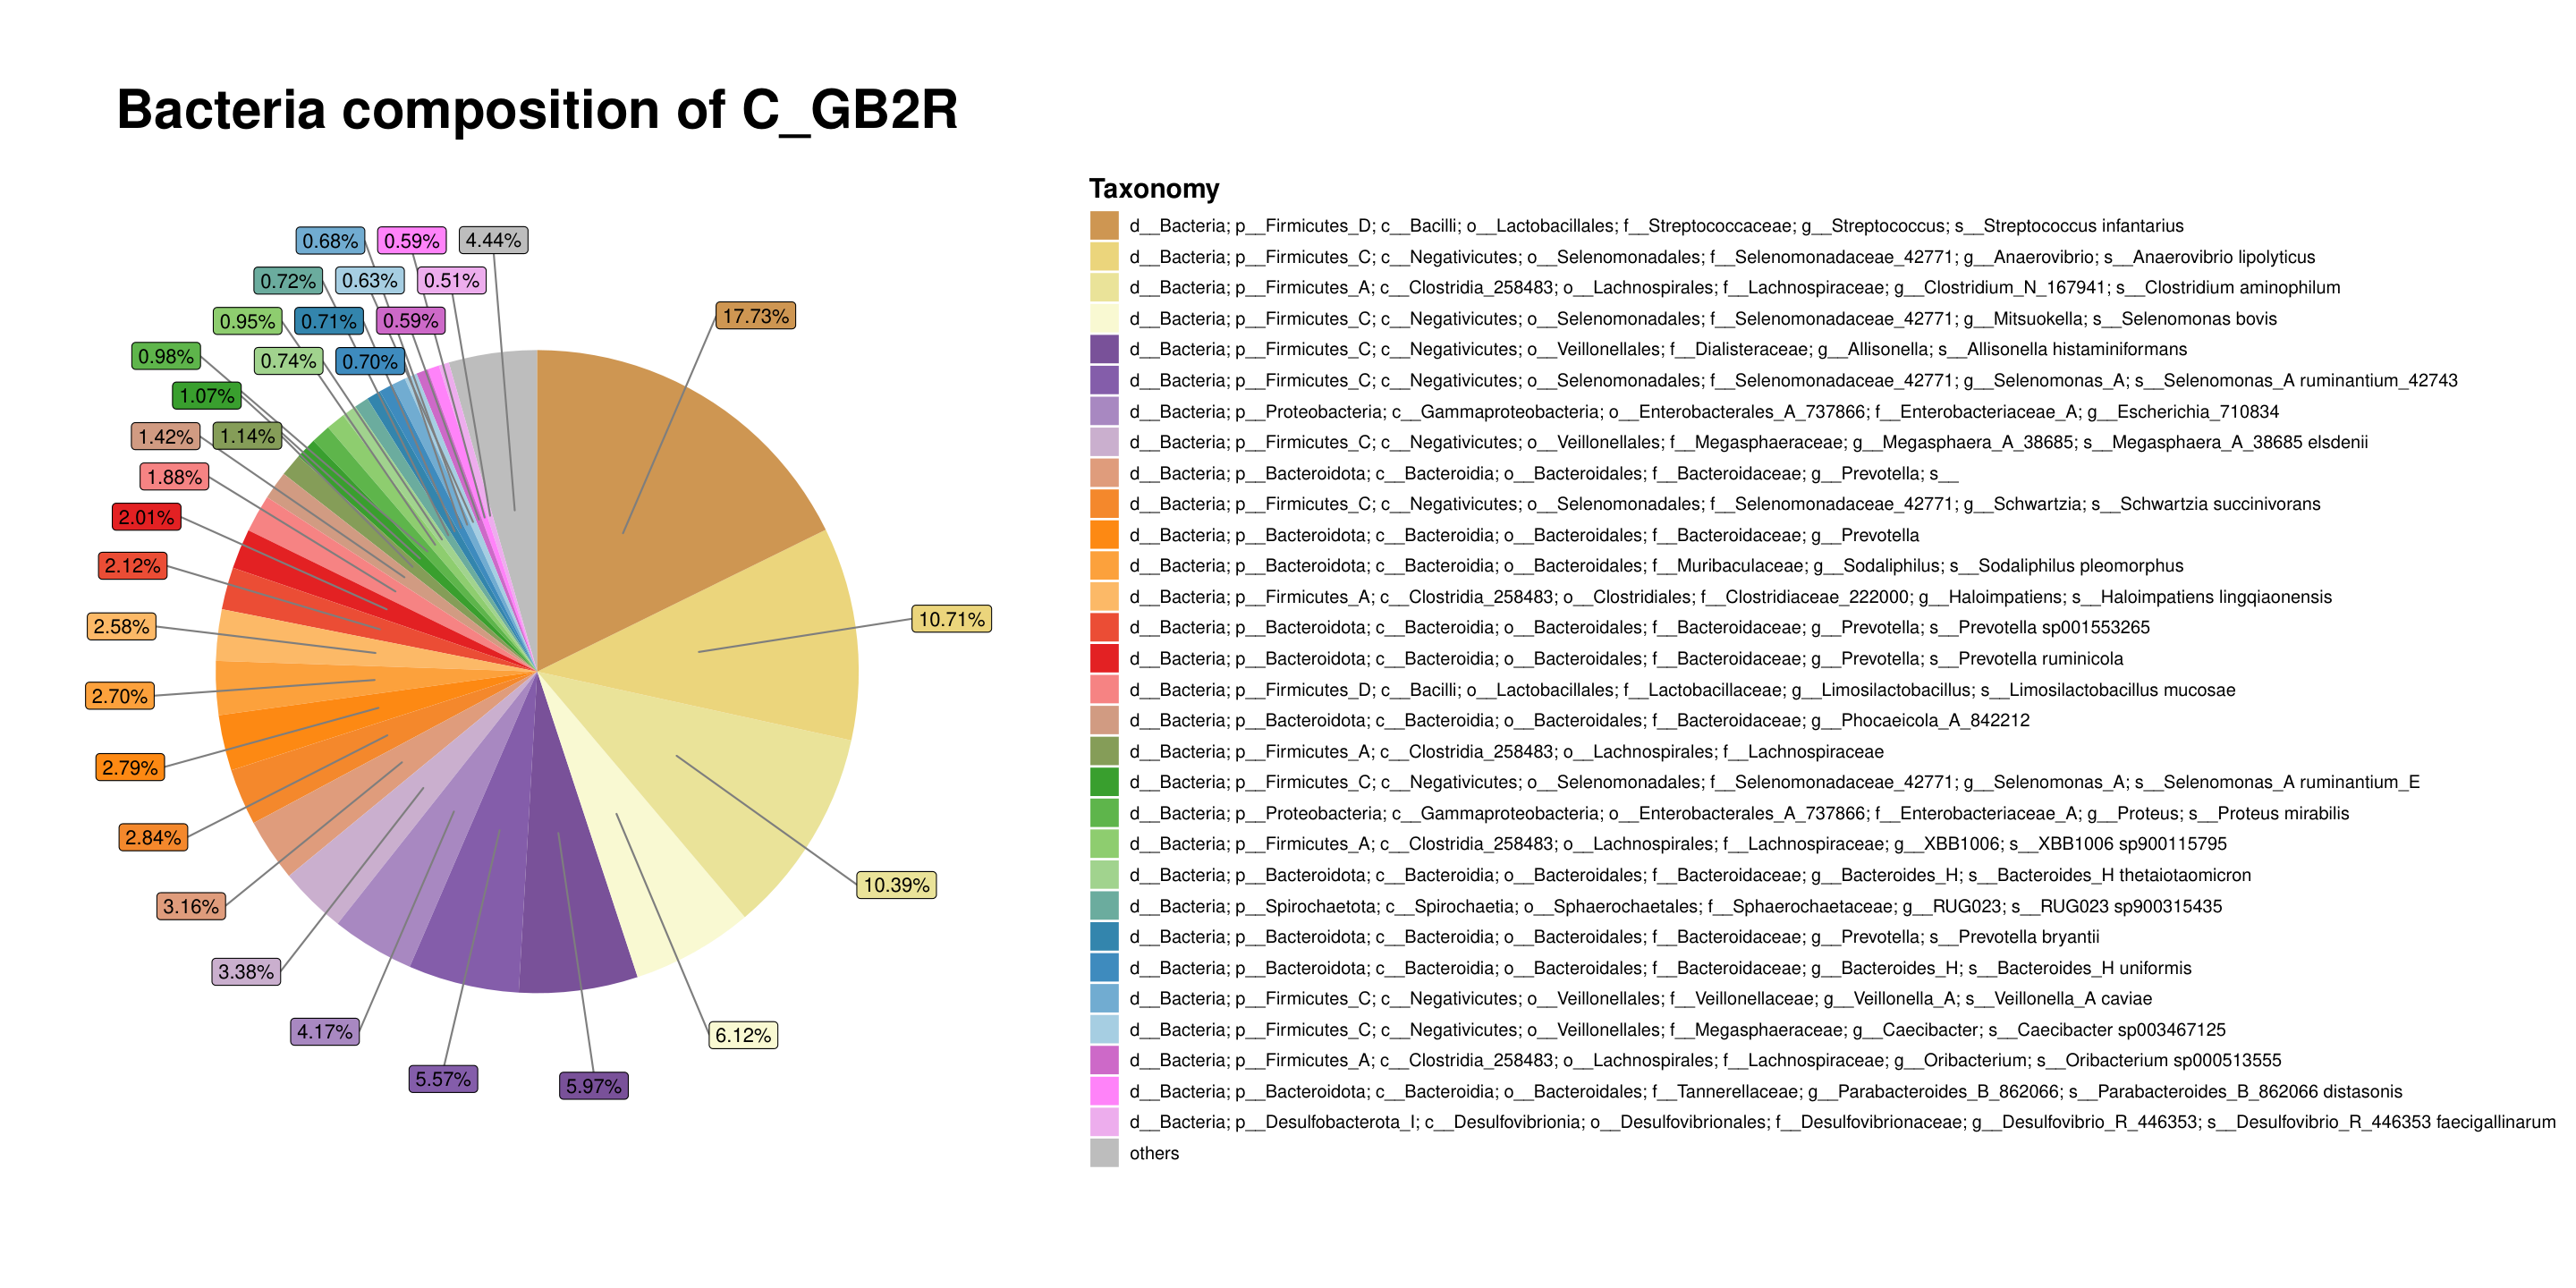 Bacteria composition of C_GB2R
0.68%
0.59%
4.44%
0.72%
0.63%
0.51%
0.95%
0.71%
0.59%
17.73%
0.98%
0.74%
0.70%
1.07%
1.42%
1.14%
1.88%
2.01%
2.12%
10.71%
2.58%
2.70%
2.79%
2.84%
10.39%
3.16%
3.38%
4.17%
6.12%
5.57%
5.97%
Taxonomy
d__Bacteria; p__Firmicutes_D; c__Bacilli; o__Lactobacillales; f__Streptococcaceae; g__Streptococcus; s__Streptococcus infantarius
d__Bacteria; p__Firmicutes_C; c__Negativicutes; o__Selenomonadales; f__Selenomonadaceae_42771; g__Anaerovibrio; s__Anaerovibrio lipolyticus
d__Bacteria; p__Firmicutes_A; c__Clostridia_258483; o__Lachnospirales; f__Lachnospiraceae; g__Clostridium_N_167941; s__Clostridium aminophilum
d__Bacteria; p__Firmicutes_C; c__Negativicutes; o__Selenomonadales; f__Selenomonadaceae_42771; g__Mitsuokella; s__Selenomonas bovis
d__Bacteria; p__Firmicutes_C; c__Negativicutes; o__Veillonellales; f__Dialisteraceae; g__Allisonella; s__Allisonella histaminiformans
d__Bacteria; p__Firmicutes_C; c__Negativicutes; o__Selenomonadales; f__Selenomonadaceae_42771; g__Selenomonas_A; s__Selenomonas_A ruminantium_42743
d__Bacteria; p__Proteobacteria; c__Gammaproteobacteria; o__Enterobacterales_A_737866; f__Enterobacteriaceae_A; g__Escherichia_710834
d__Bacteria; p__Firmicutes_C; c__Negativicutes; o__Veillonellales; f__Megasphaeraceae; g__Megasphaera_A_38685; s__Megasphaera_A_38685 elsdenii
d__Bacteria; p__Bacteroidota; c__Bacteroidia; o__Bacteroidales; f__Bacteroidaceae; g__Prevotella; s__
d__Bacteria; p__Firmicutes_C; c__Negativicutes; o__Selenomonadales; f__Selenomonadaceae_42771; g__Schwartzia; s__Schwartzia succinivorans
d__Bacteria; p__Bacteroidota; c__Bacteroidia; o__Bacteroidales; f__Bacteroidaceae; g__Prevotella
d__Bacteria; p__Bacteroidota; c__Bacteroidia; o__Bacteroidales; f__Muribaculaceae; g__Sodaliphilus; s__Sodaliphilus pleomorphus
d__Bacteria; p__Firmicutes_A; c__Clostridia_258483; o__Clostridiales; f__Clostridiaceae_222000; g__Haloimpatiens; s__Haloimpatiens lingqiaonensis
d__Bacteria; p__Bacteroidota; c__Bacteroidia; o__Bacteroidales; f__Bacteroidaceae; g__Prevotella; s__Prevotella sp001553265
d__Bacteria; p__Bacteroidota; c__Bacteroidia; o__Bacteroidales; f__Bacteroidaceae; g__Prevotella; s__Prevotella ruminicola
d__Bacteria; p__Firmicutes_D; c__Bacilli; o__Lactobacillales; f__Lactobacillaceae; g__Limosilactobacillus; s__Limosilactobacillus mucosae
d__Bacteria; p__Bacteroidota; c__Bacteroidia; o__Bacteroidales; f__Bacteroidaceae; g__Phocaeicola_A_842212
d__Bacteria; p__Firmicutes_A; c__Clostridia_258483; o__Lachnospirales; f__Lachnospiraceae
d__Bacteria; p__Firmicutes_C; c__Negativicutes; o__Selenomonadales; f__Selenomonadaceae_42771; g__Selenomonas_A; s__Selenomonas_A ruminantium_E
d__Bacteria; p__Proteobacteria; c__Gammaproteobacteria; o__Enterobacterales_A_737866; f__Enterobacteriaceae_A; g__Proteus; s__Proteus mirabilis
d__Bacteria; p__Firmicutes_A; c__Clostridia_258483; o__Lachnospirales; f__Lachnospiraceae; g__XBB1006; s__XBB1006 sp900115795
d__Bacteria; p__Bacteroidota; c__Bacteroidia; o__Bacteroidales; f__Bacteroidaceae; g__Bacteroides_H; s__Bacteroides_H thetaiotaomicron
d__Bacteria; p__Spirochaetota; c__Spirochaetia; o__Sphaerochaetales; f__Sphaerochaetaceae; g__RUG023; s__RUG023 sp900315435
d__Bacteria; p__Bacteroidota; c__Bacteroidia; o__Bacteroidales; f__Bacteroidaceae; g__Prevotella; s__Prevotella bryantii
d__Bacteria; p__Bacteroidota; c__Bacteroidia; o__Bacteroidales; f__Bacteroidaceae; g__Bacteroides_H; s__Bacteroides_H uniformis
d__Bacteria; p__Firmicutes_C; c__Negativicutes; o__Veillonellales; f__Veillonellaceae; g__Veillonella_A; s__Veillonella_A caviae
d__Bacteria; p__Firmicutes_C; c__Negativicutes; o__Veillonellales; f__Megasphaeraceae; g__Caecibacter; s__Caecibacter sp003467125
d__Bacteria; p__Firmicutes_A; c__Clostridia_258483; o__Lachnospirales; f__Lachnospiraceae; g__Oribacterium; s__Oribacterium sp000513555
d__Bacteria; p__Bacteroidota; c__Bacteroidia; o__Bacteroidales; f__Tannerellaceae; g__Parabacteroides_B_862066; s__Parabacteroides_B_862066 distasonis
d__Bacteria; p__Desulfobacterota_I; c__Desulfovibrionia; o__Desulfovibrionales; f__Desulfovibrionaceae; g__Desulfovibrio_R_446353; s__Desulfovibrio_R_446353 faecigallinarum
others